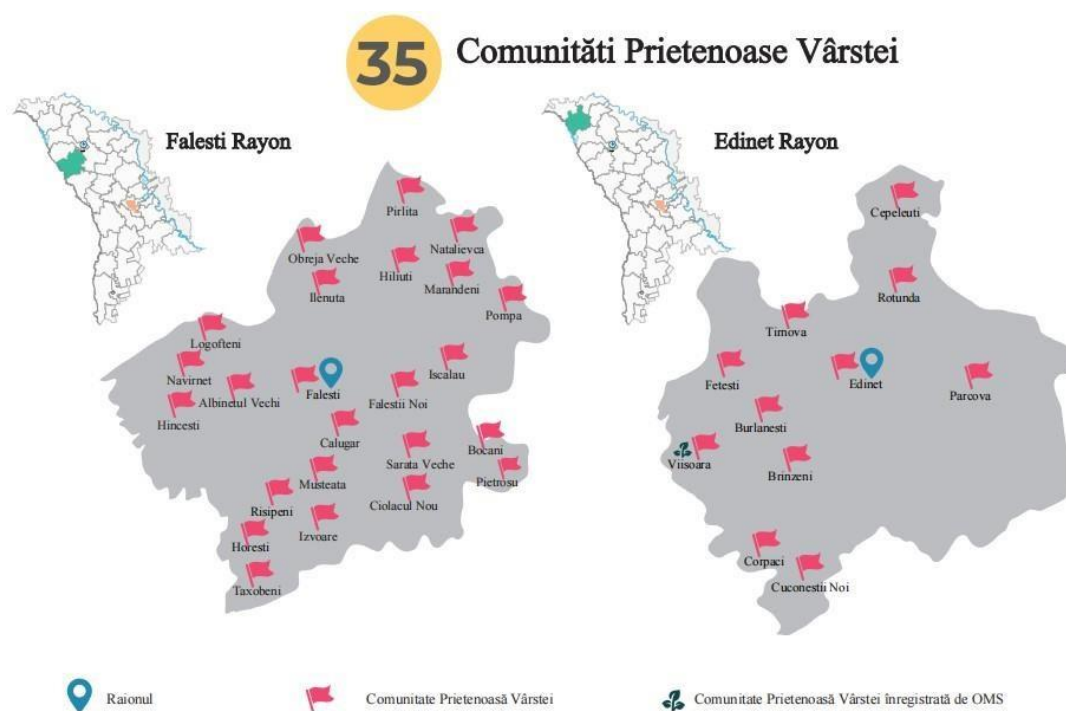 35 Comunităti Prietenoase Vârstei
Falesti Rayon
Edinet Rayon
Pirlita
Natalievca
Obreja Veche
Hiliuti
Marandeni
Ilenuta
Pompa
Logofteni
Iscalau
Navirnet
Albinetul Vechi
Falesti
Falestii Noi
Hincesti
Calugar
Bocani
Sarata Veche
Musteata
Pietrosu
Ciolacul Nou
Risipeni
Izvoare
Horesti
Taxobeni
Cepeleuti
Rotunda
Timova
Fetesti
Edinet
Parcova
Burlanesti
Viisoara
Brinzeni
Corpaci
Cuconestii Noi
Raionul
Comunitate Prietenoasă Vârstei
Comunitate Prietenoasă Vârstei înregistrată de OMS